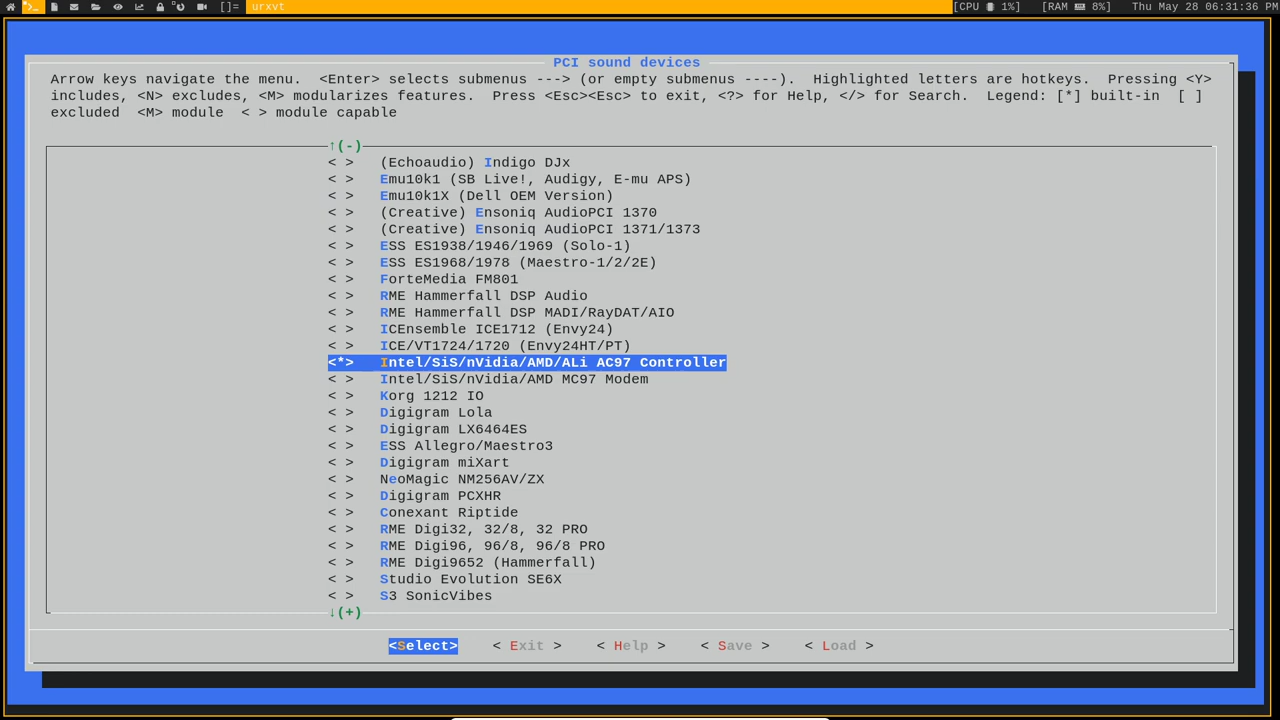 []= urxvt [CPU 1%] [RAM 8%] Thu May 28 06:31:36 PM
PCI sound devices
Arrow keys navigate the menu.  <Enter> selects submenus ---> (or empty submenus ----).  Highlighted letters are hotkeys.  Pressing <Y>
includes, <N> excludes, <M> modularizes features.  Press <Esc><Esc> to exit, <?> for Help, </> for Search.  Legend: [*] built-in  [ ]
excluded  <M> module  < > module capable
↑(-)
< >   (Echoaudio) Indigo DJx
< >   Emu10k1 (SB Live!, Audigy, E-mu APS)
< >   Emu10k1X (Dell OEM Version)
< >   (Creative) Ensoniq AudioPCI 1370
< >   (Creative) Ensoniq AudioPCI 1371/1373
< >   ESS ES1938/1946/1969 (Solo-1)
< >   ESS ES1968/1978 (Maestro-1/2/2E)
< >   ForteMedia FM801
< >   RME Hammerfall DSP Audio
< >   RME Hammerfall DSP MADI/RayDAT/AIO
< >   ICEnsemble ICE1712 (Envy24)
< >   ICE/VT1724/1720 (Envy24HT/PT)
<*>   Intel/SiS/nVidia/AMD/ALi AC97 Controller
< >   Intel/SiS/nVidia/AMD MC97 Modem
< >   Korg 1212 IO
< >   Digigram Lola
< >   Digigram LX6464ES
< >   ESS Allegro/Maestro3
< >   Digigram miXart
< >   NeoMagic NM256AV/ZX
< >   Digigram PCXHR
< >   Conexant Riptide
< >   RME Digi32, 32/8, 32 PRO
< >   RME Digi96, 96/8, 96/8 PRO
< >   RME Digi9652 (Hammerfall)
< >   Studio Evolution SE6X
< >   S3 SonicVibes
↓(+)
<Select>    < Exit >    < Help >    < Save >    < Load >